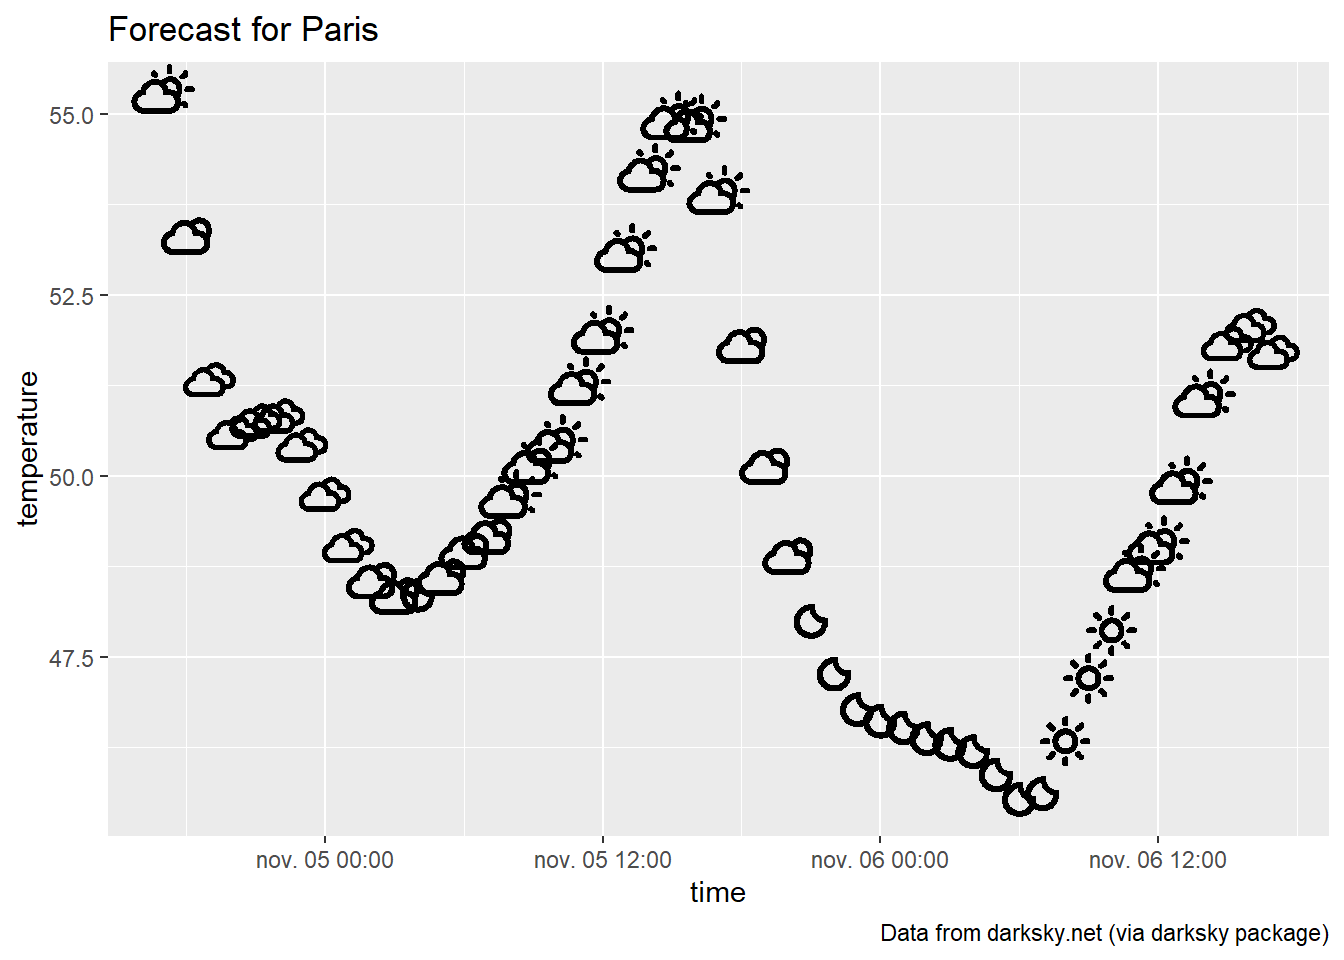 Forecast for Paris
55.0
52.5
50.0
47.5
temperature
nov. 05 00:00
nov. 05 12:00
nov. 06 00:00
nov. 06 12:00
time
Data from darksky.net (via darksky package)